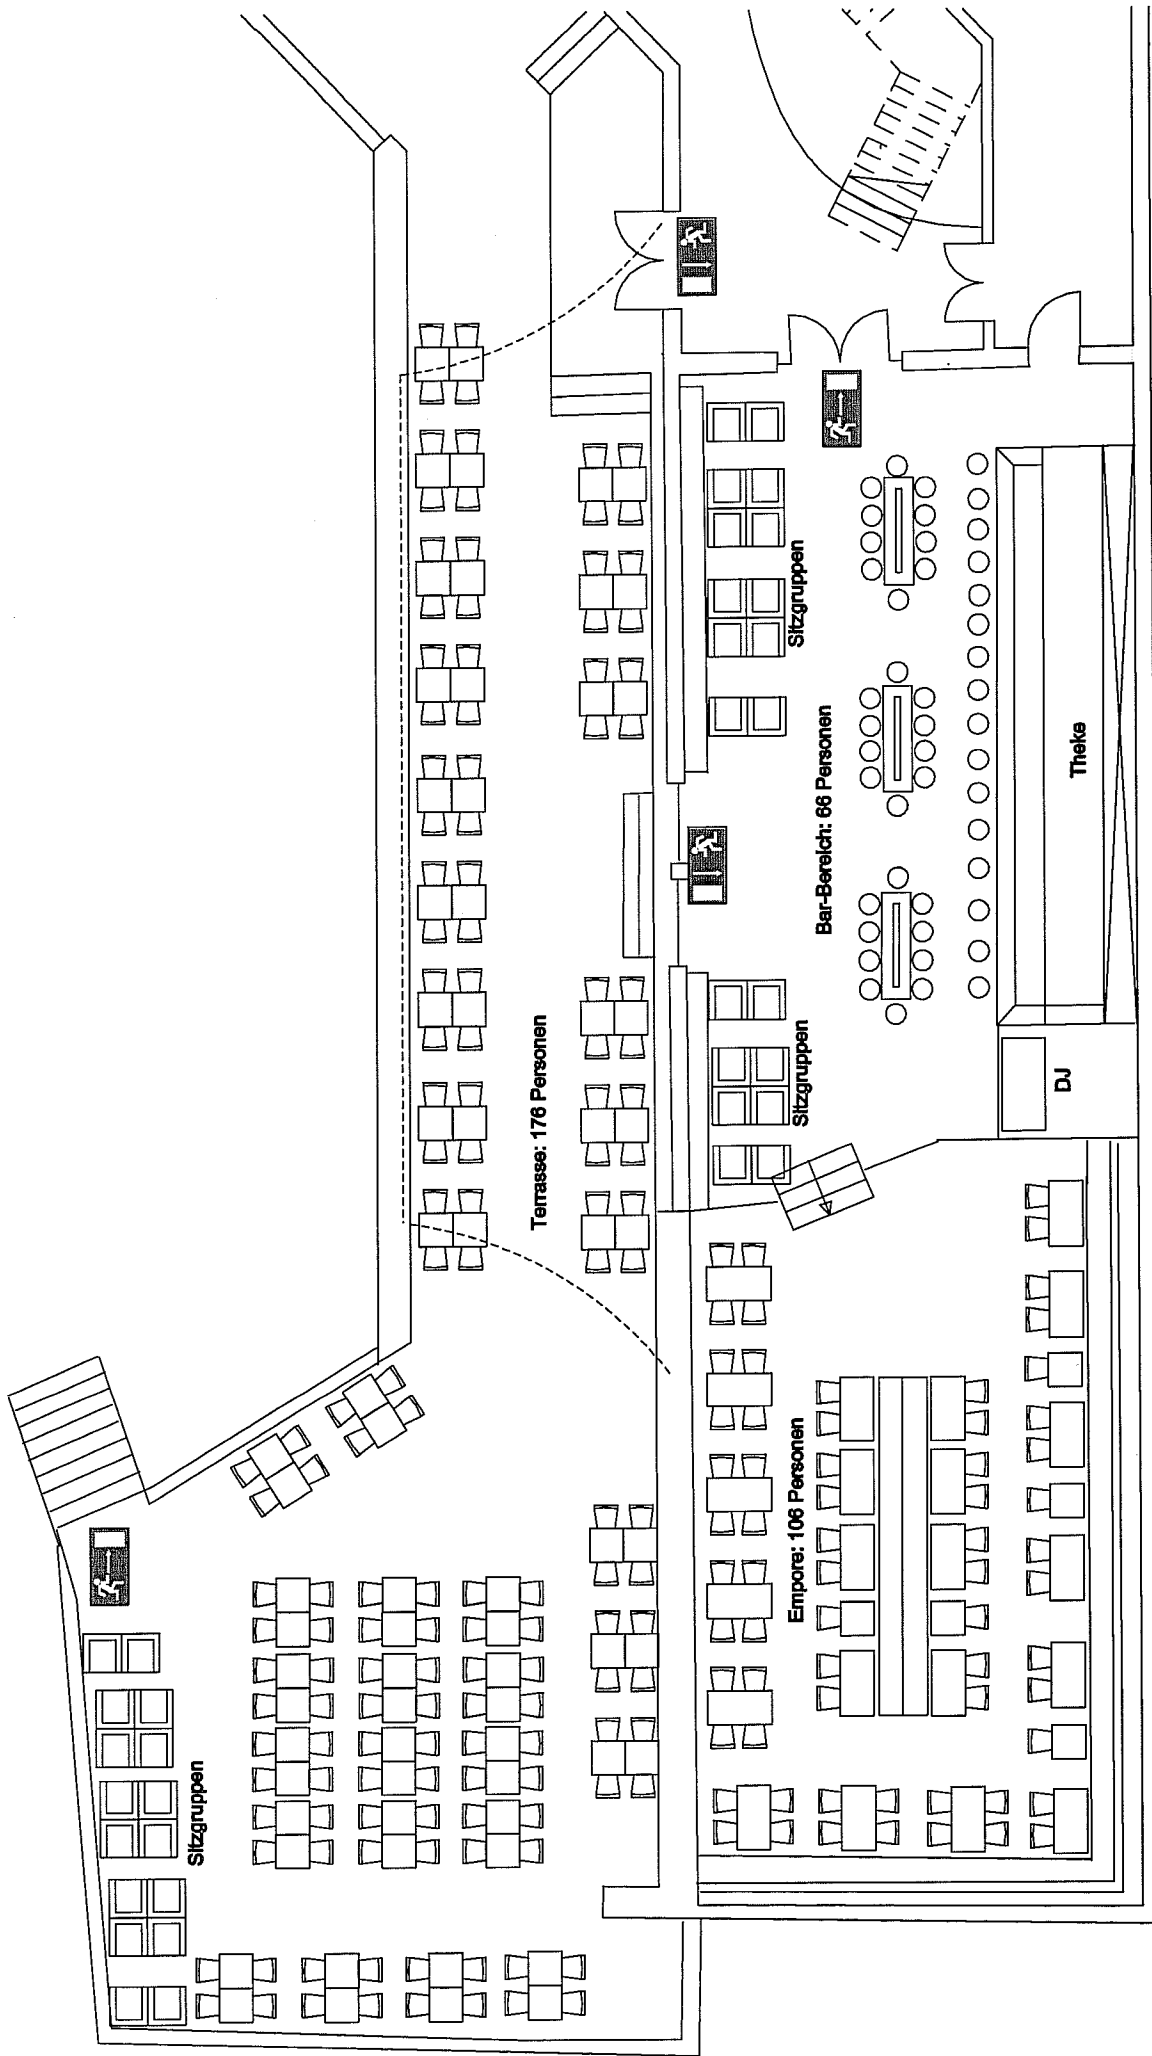 Sitzgruppen
Terrasse: 176 Personen
Empore: 106 Personen
Sitzgruppen
Bar-Bereich: 66 Personen
Sitzgruppen
DJ
Theke